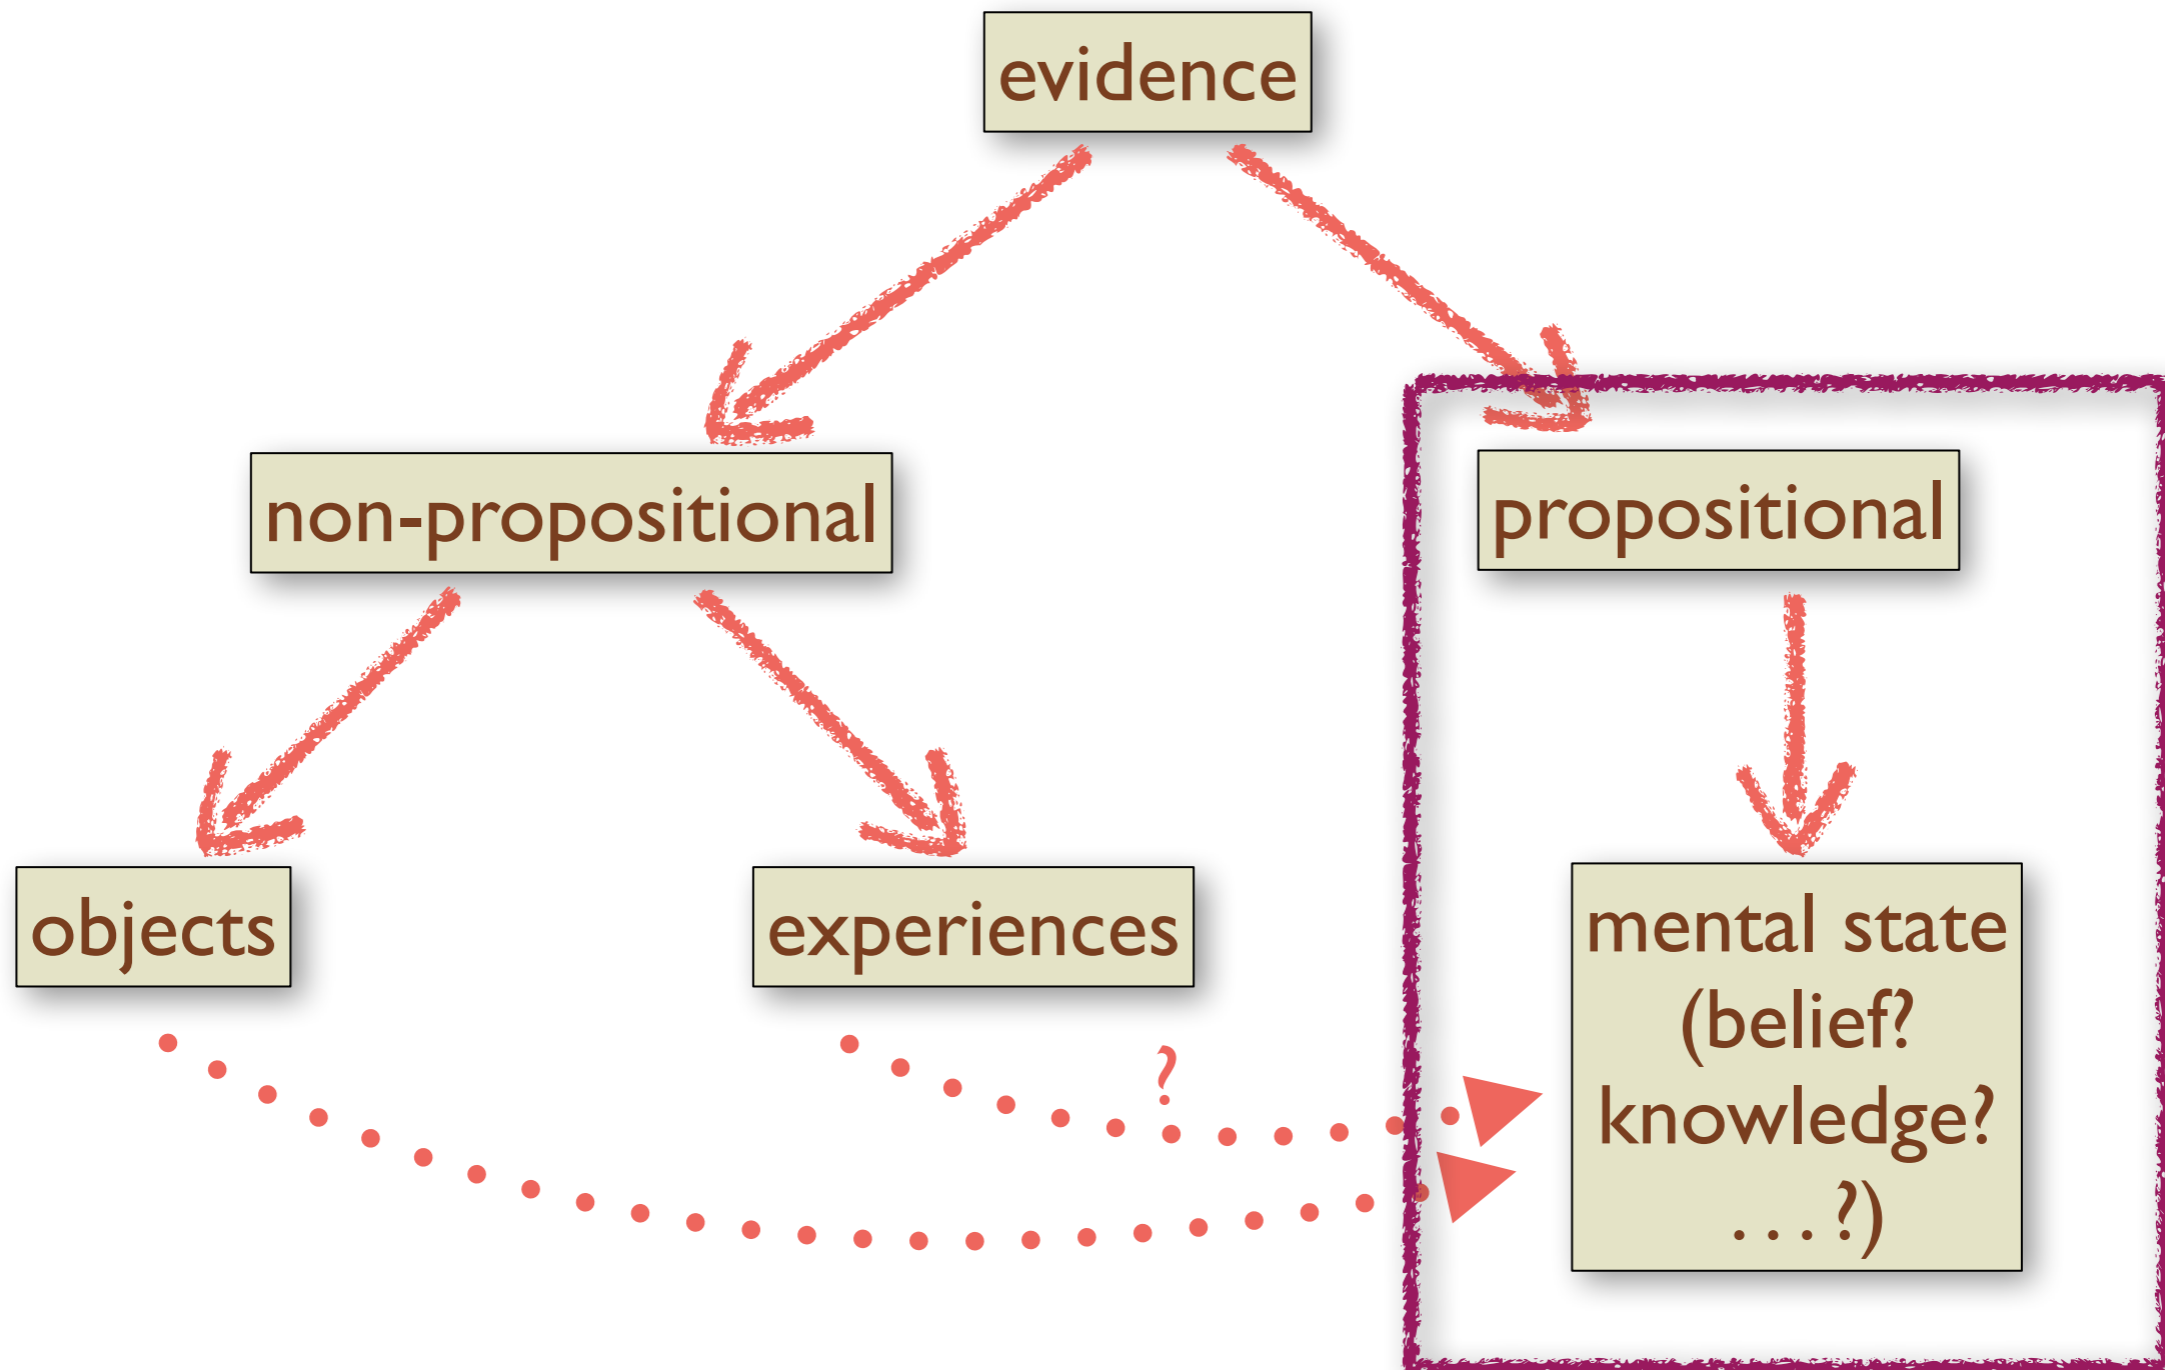 evidence
non-propositional
propositional
objects
experiences
mental state
(belief?
knowledge?
. . . ?)
?